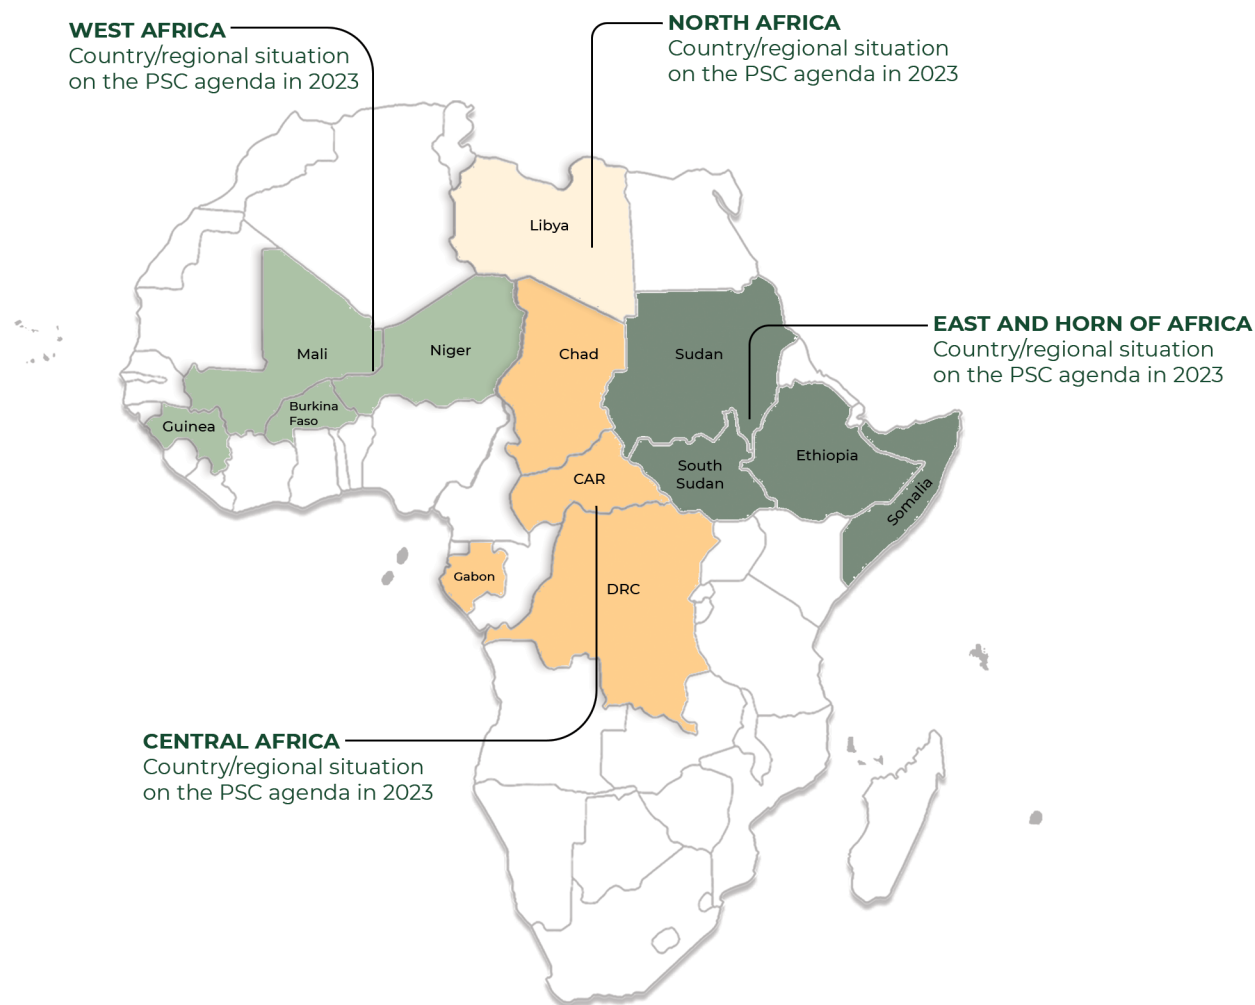 WEST AFRICA
Country/regional situation
on the PSC agenda in 2023
NORTH AFRICA
Country/regional situation
on the PSC agenda in 2023
Libya
EAST AND HORN OF AFRICA
Country/regional situation
on the PSC agenda in 2023
Mali
Niger
Chad
Sudan
Burkina
Faso
Guinea
Ethiopia
South
Sudan
CAR
Somalia
Gabon
DRC
CENTRAL AFRICA
Country/regional situation
on the PSC agenda in 2023